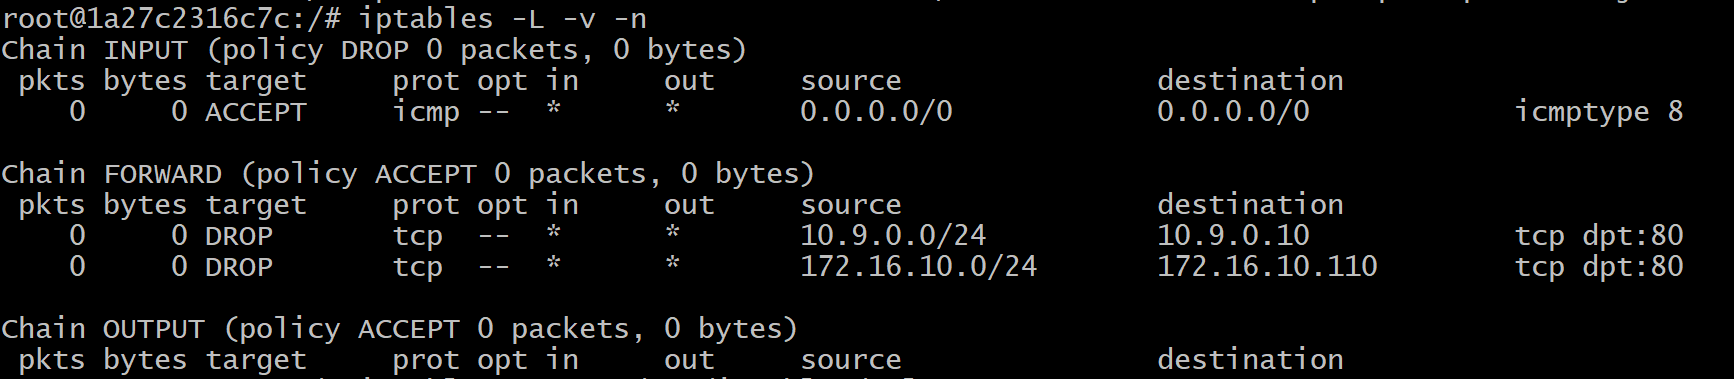 root@1a27c2316c7c:/# iptables -L -v -n
Chain INPUT (policy DROP 0 packets, 0 bytes)
 pkts bytes target     prot opt in     out     source               destination
    0     0 ACCEPT     icmp --  *      *       0.0.0.0/0            0.0.0.0/0            icmptype 8

Chain FORWARD (policy ACCEPT 0 packets, 0 bytes)
 pkts bytes target     prot opt in     out     source               destination
    0     0 DROP       tcp  --  *      *       10.9.0.0/24          10.9.0.10            tcp dpt:80
    0     0 DROP       tcp  --  *      *       172.16.10.0/24       172.16.10.110        tcp dpt:80

Chain OUTPUT (policy ACCEPT 0 packets, 0 bytes)
 pkts bytes target     prot opt in     out     source               destination